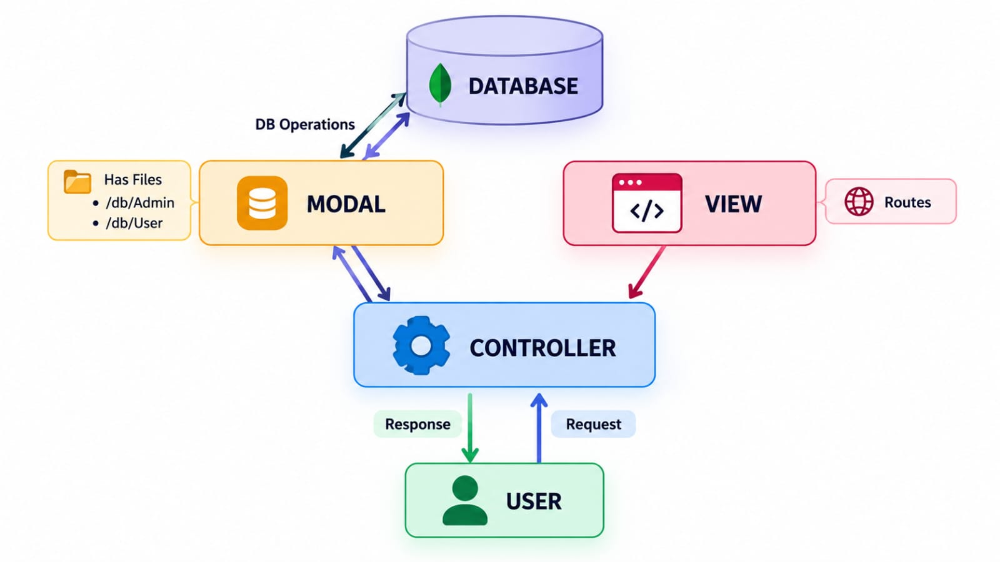 DATABASE
DB Operations
Has Files
• /db/Admin
• /db/User
MODAL
</>
VIEW
Routes
CONTROLLER
Response
Request
USER